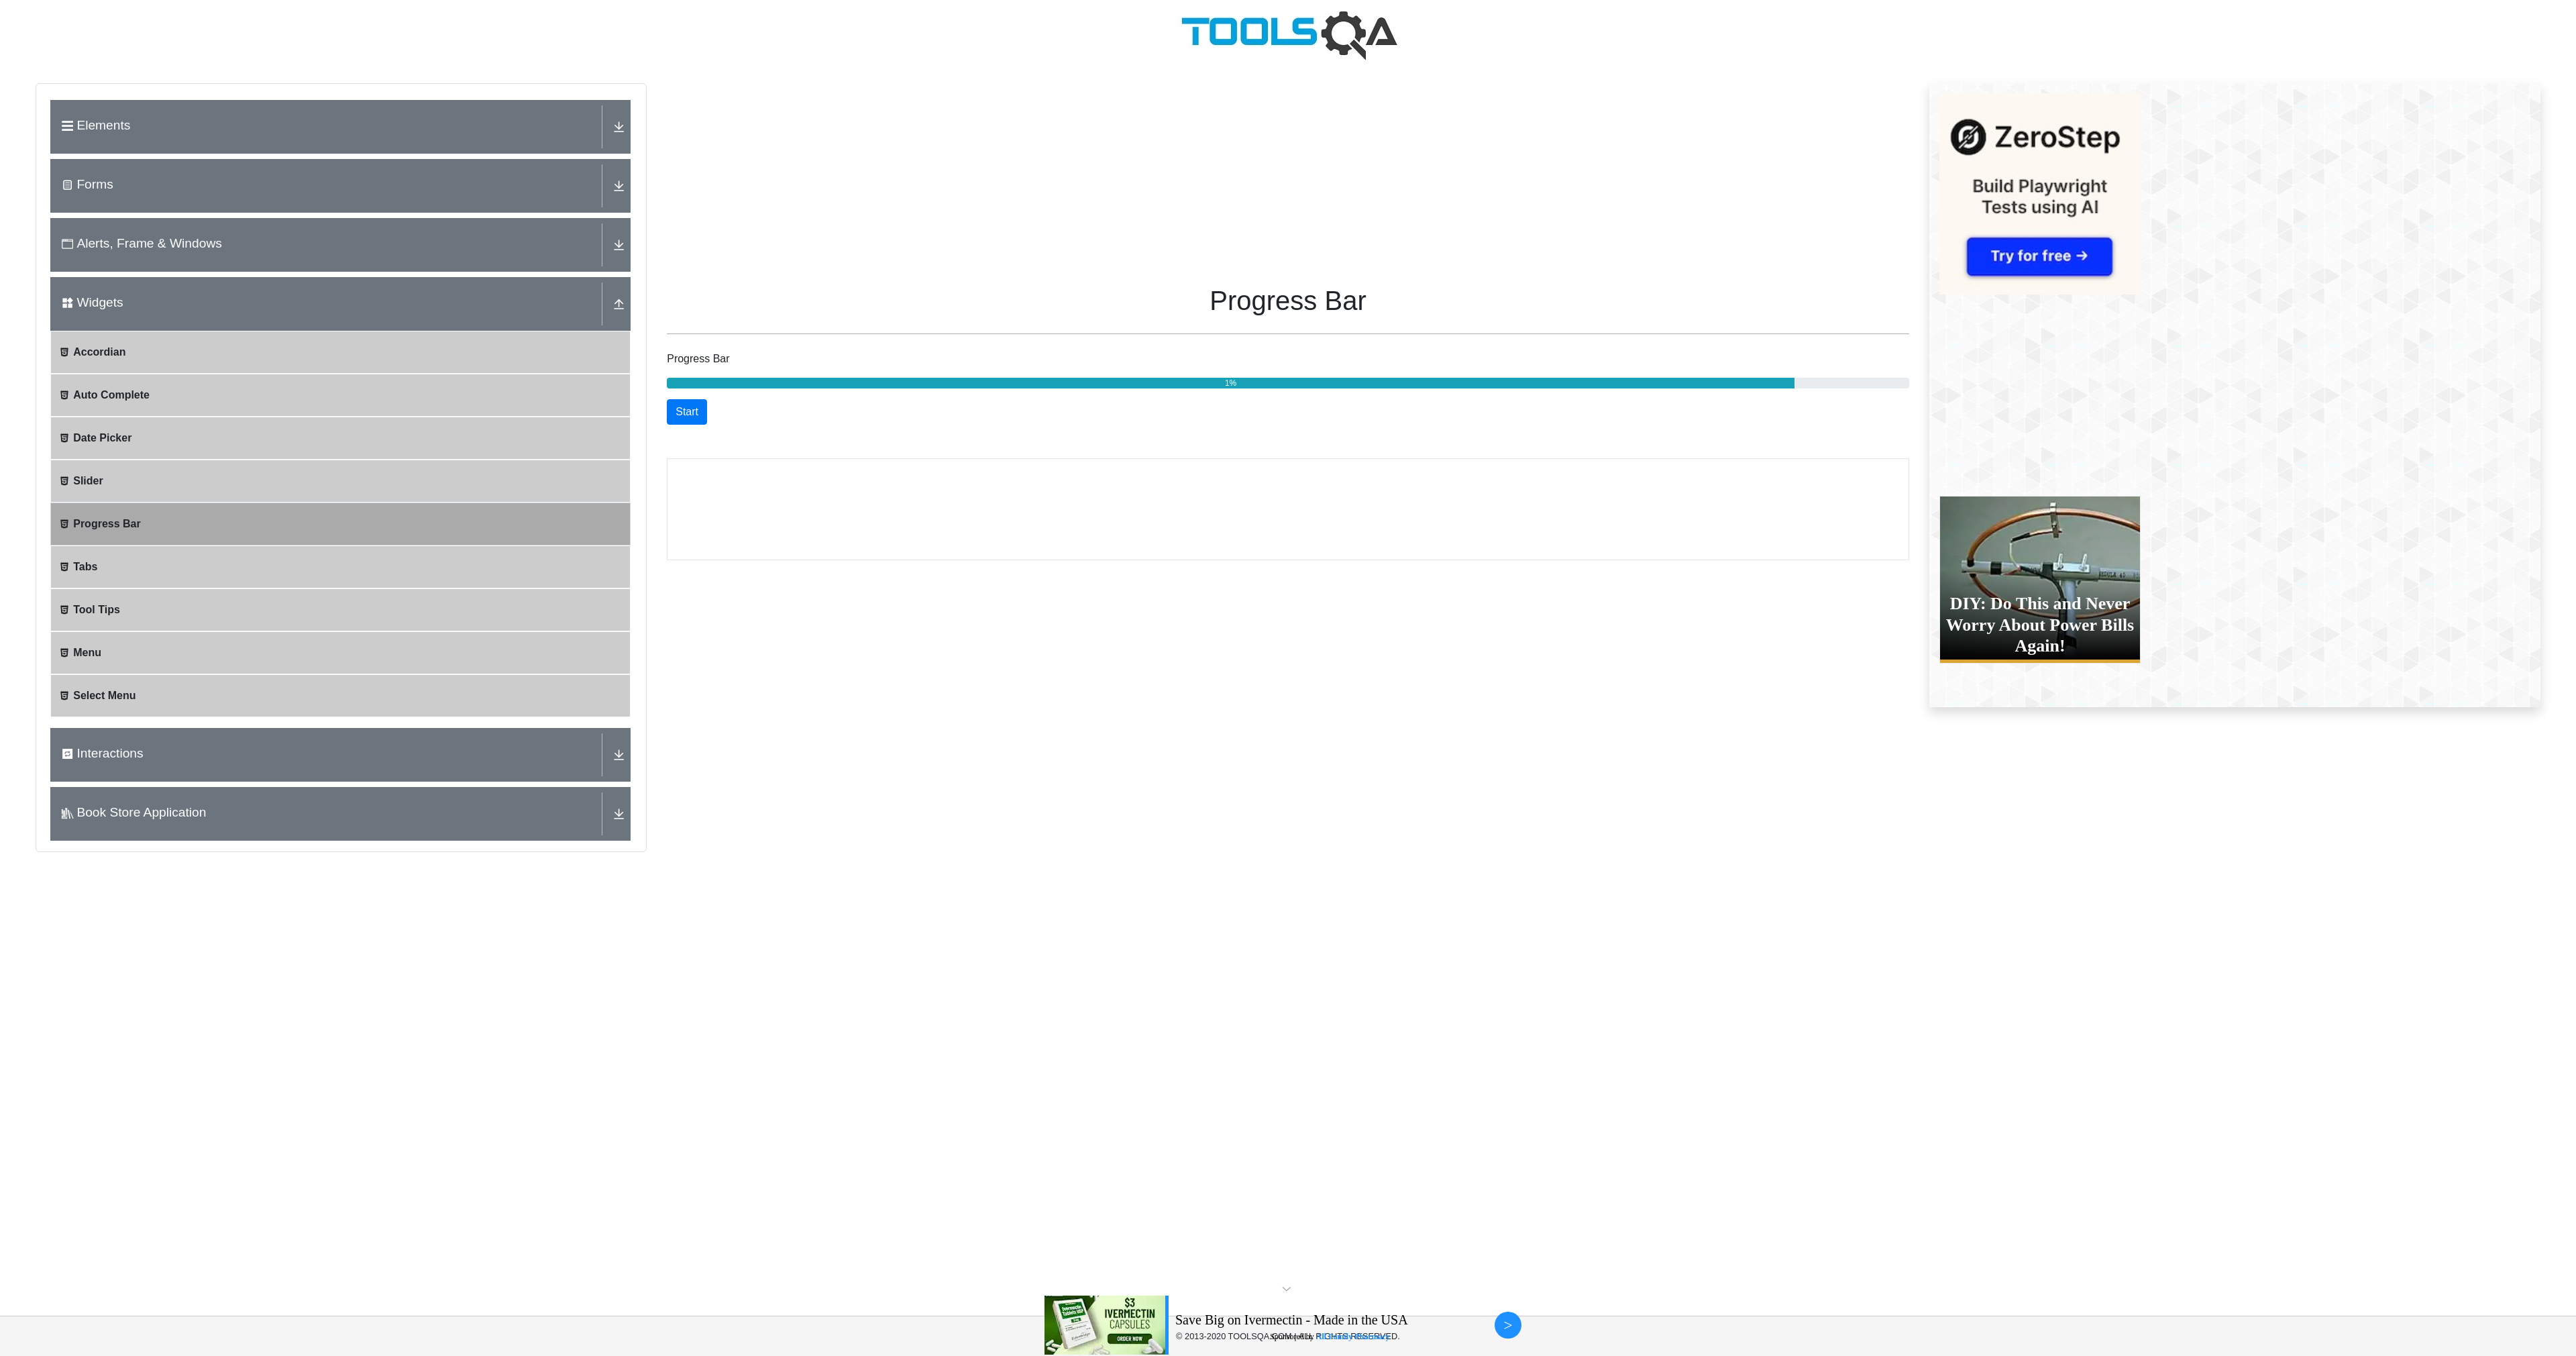 TOOLSQA
Elements
Forms
Alerts, Frame & Windows
Widgets
Accordian
Auto Complete
Date Picker
Slider
Progress Bar
Tabs
Tool Tips
Menu
Select Menu
Interactions
Book Store Application
Progress Bar
Progress Bar
1%
Start
ZeroStep
Build Playwright
Tests using AI
Try for free →
DIY: Do This and Never
Worry About Power Bills
Again!
$3
IVERMECTIN
CAPSULES
ORDER NOW
Save Big on Ivermectin - Made in the USA
© 2013-2020 TOOLSQA.COM | ALL RIGHTS RESERVED.
>